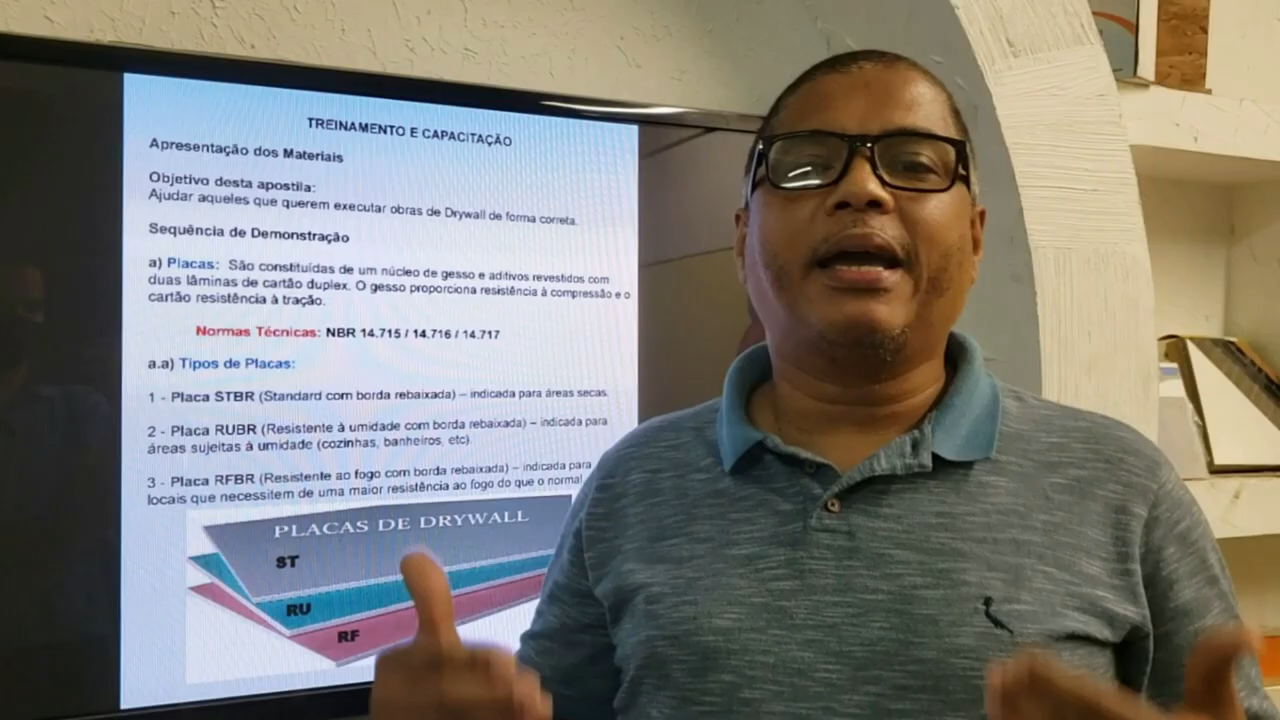 TREINAMENTO E CAPACITAÇÃO
Apresentação dos Materiais
Objetivo desta apostila:
Ajudar aqueles que querem executar obras de Drywall de forma correta.
Sequência de Demonstração
a) Placas: São constituídas de um núcleo de gesso e aditivos revestidos com
duas lâminas de cartão duplex. O gesso proporciona resistência à compressão e o
cartão resistência à tração.
Normas Técnicas: NBR 14.715 / 14.716 / 14.717
a.a) Tipos de Placas:
1 - Placa STBR (Standard com borda rebaixada) – indicada para áreas secas.
2 - Placa RUBR (Resistente à umidade com borda rebaixada) – indicada para
áreas sujeitas à umidade (cozinhas, banheiros, etc)
3 - Placa RFBR (Resistente ao fogo com borda rebaixada) – indicada para
locais que necessitem de uma maior resistência ao fogo do que o normal
PLACAS DE DRYWALL
ST
RU
RF